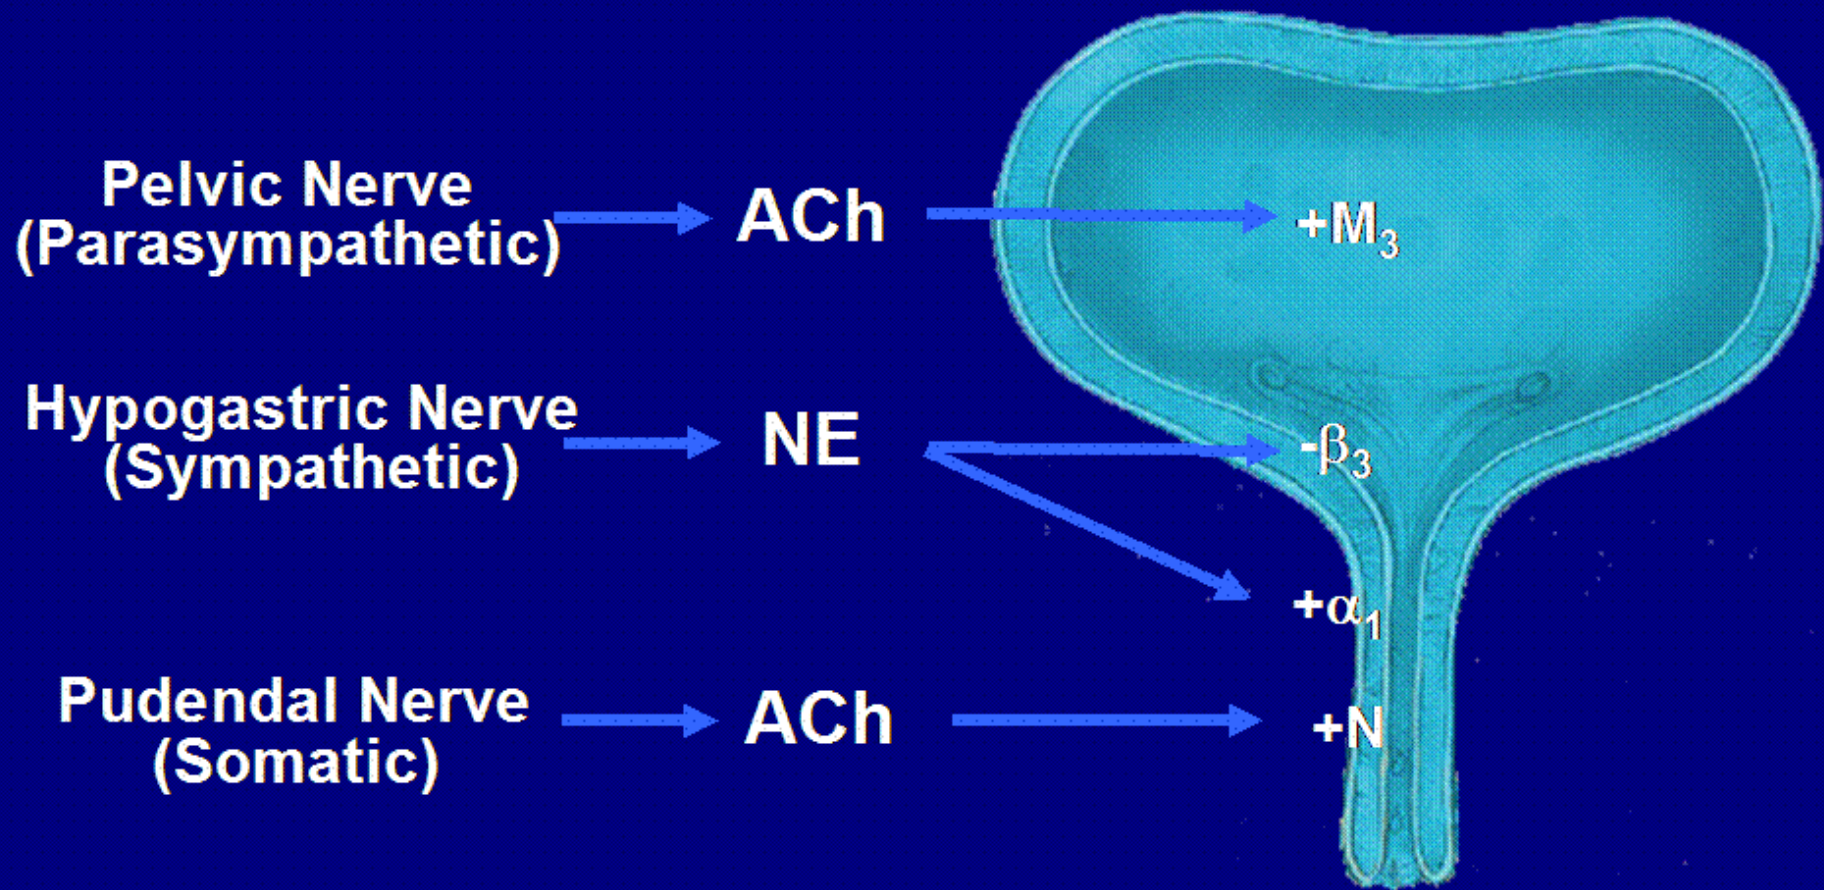 Pelvic Nerve
(Parasympathetic)
ACh
+M₃
Hypogastric Nerve
(Sympathetic)
NE
-β₃
+α₁
Pudendal Nerve
(Somatic)
ACh
+N